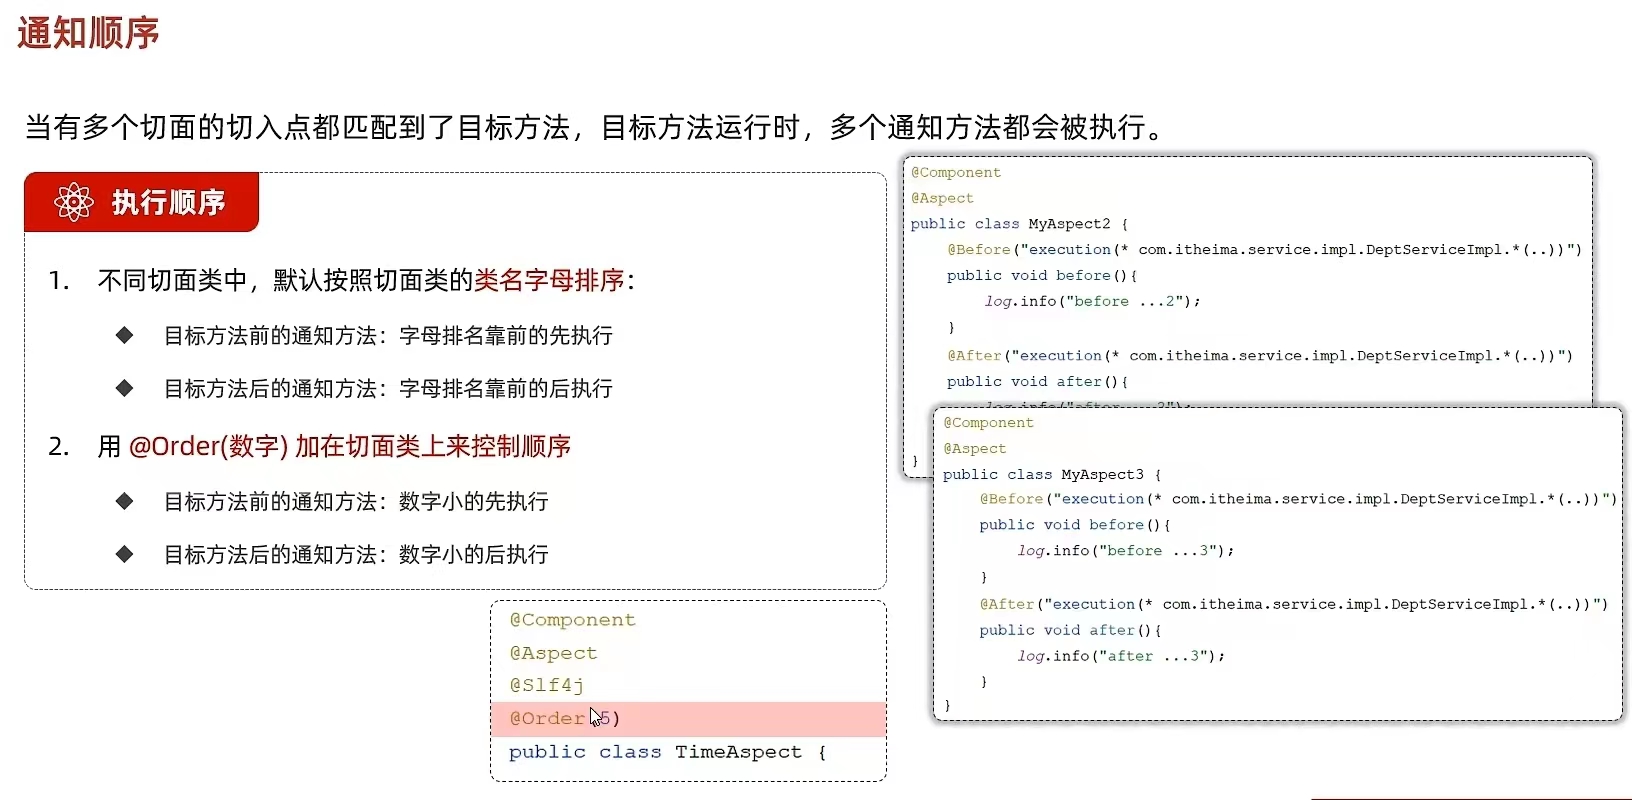 通知顺序
当有多个切面的切入点都匹配到了目标方法，目标方法运行时，多个通知方法都会被执行。
执行顺序
1. 不同切面类中，默认按照切面类的类名字母排序：
目标方法前的通知方法：字母排名靠前的先执行
目标方法后的通知方法：字母排名靠前的后执行
2. 用 @Order(数字) 加在切面类上来控制顺序
目标方法前的通知方法：数字小的先执行
目标方法后的通知方法：数字小的后执行
@Component
@Aspect
@Slf4j
@Order 5)
public class TimeAspect {
@Component
@Aspect
public class MyAspect2 {
@Before("execution(* com.itheima.service.impl.DeptServiceImpl.*(..))")
public void before(){
log.info("before ...2");
}
@After("execution(* com.itheima.service.impl.DeptServiceImpl.*(..))")
public void after(){
log.info("after ...2");
}
@Component
@Aspect
public class MyAspect3 {
@Before("execution(* com.itheima.service.impl.DeptServiceImpl.*(..))")
public void before(){
log.info("before ...3");
}
@After("execution(* com.itheima.service.impl.DeptServiceImpl.*(..))")
public void after(){
log.info("after ...3");
}
}